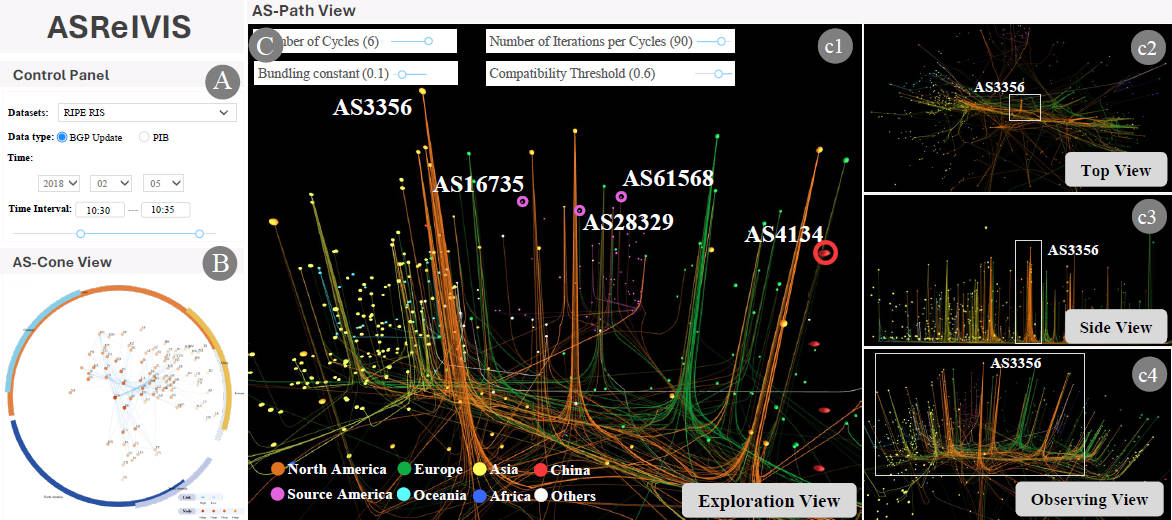 ASRelVIS
Control Panel
A
Datasets:
RIPE RIS
Data type:
BGP Update
PIB
Time:
2018
02
05
Time Interval:
10:30
10:35
AS-Cone View
B
AS-Path View
C
mber of Cycles (6)
Number of Iterations per Cycles (90)
Bundling constant (0.1)
Compatibility Threshold (0.6)
c1
AS3356
AS16735
AS61568
AS28329
AS4134
North America
Europe
Asia
China
Source America
Oceania
Africa
Others
Exploration View
c2
AS3356
Top View
c3
AS3356
Side View
c4
AS3356
Observing View